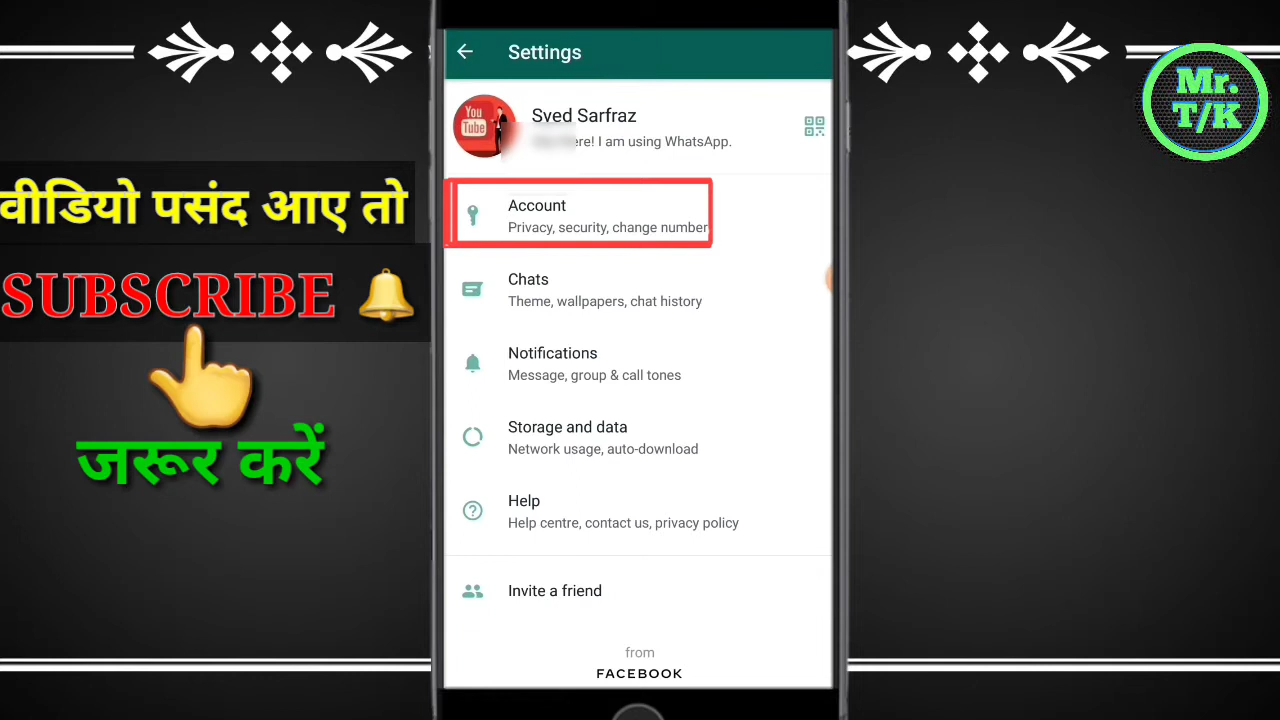 Settings
Mr.
T/K
You
Tube
Syed Sarfraz
ere! I am using WhatsApp.
Account
Privacy, security, change number
वीडियो पसंद आए तो
SUBSCRIBE 🔔
जरूर करें
Chats
Theme, wallpapers, chat history
Notifications
Message, group & call tones
Storage and data
Network usage, auto-download
Help
Help centre, contact us, privacy policy
Invite a friend
from
FACEBOOK